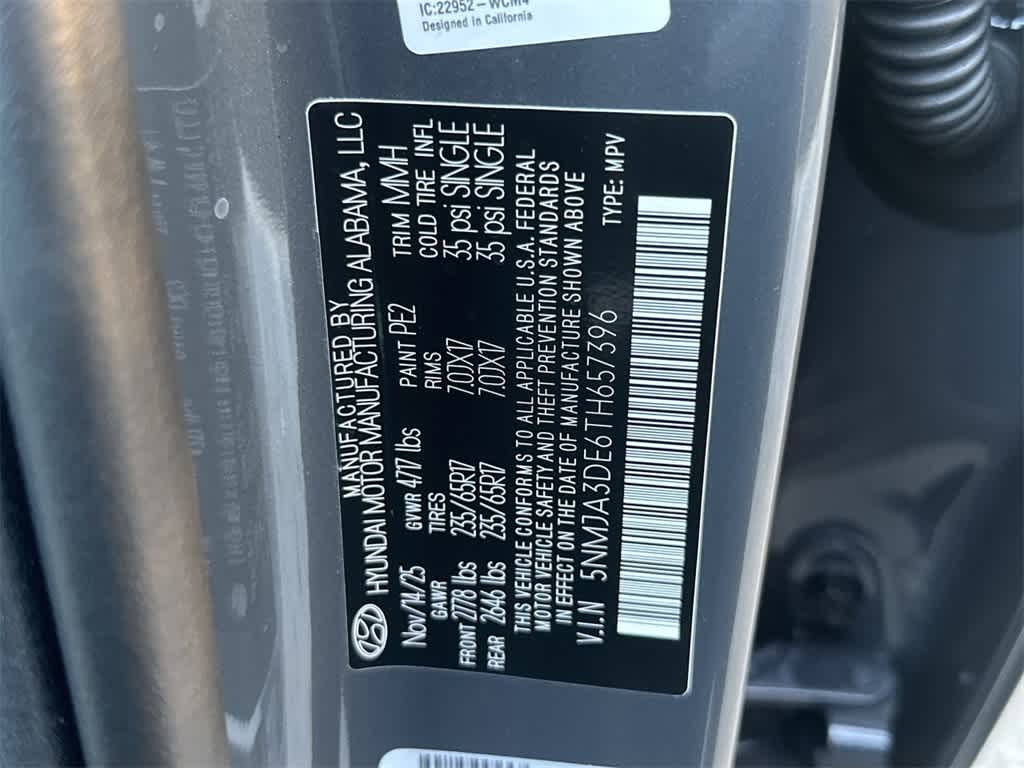 IC:22952-WCM4
Designed in California
MANUFACTURED BY
HYUNDAI MOTOR MANUFACTURING ALABAMA, LLC
Nov/14/25 GVWR 4717 lbs PAINT PE2 TRIM MMH
GAWR TIRES RIMS COLD TIRE INFL
FRONT 2778 lbs 235/65R17 7.0JX17 35 psi SINGLE
REAR 2646 lbs 235/65R17 7.0JX17 35 psi SINGLE
THIS VEHICLE CONFORMS TO ALL APPLICABLE U.S.A. FEDERAL
MOTOR VEHICLE SAFETY AND THEFT PREVENTION STANDARDS
IN EFFECT ON THE DATE OF MANUFACTURE SHOWN ABOVE
V.I.N 5NMJA3DE6TH657396 TYPE: MPV